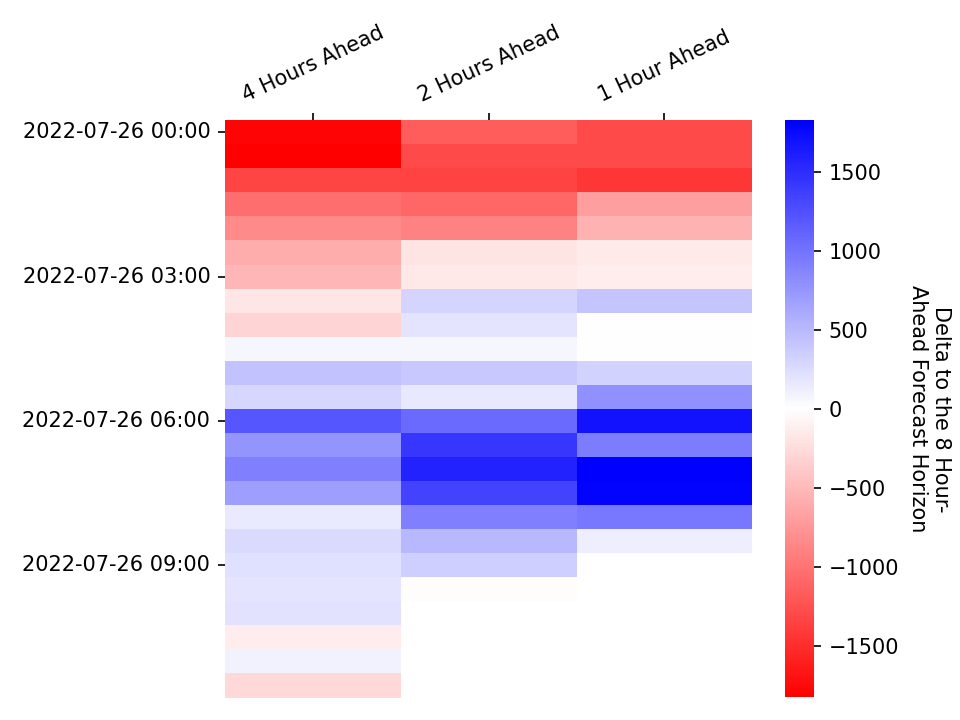 4 Hours Ahead
2 Hours Ahead
1 Hour Ahead
2022-07-26 00:00
2022-07-26 03:00
2022-07-26 06:00
2022-07-26 09:00
1500
1000
500
0
−500
−1000
−1500
Delta to the 8 Hour-
Ahead Forecast Horizon